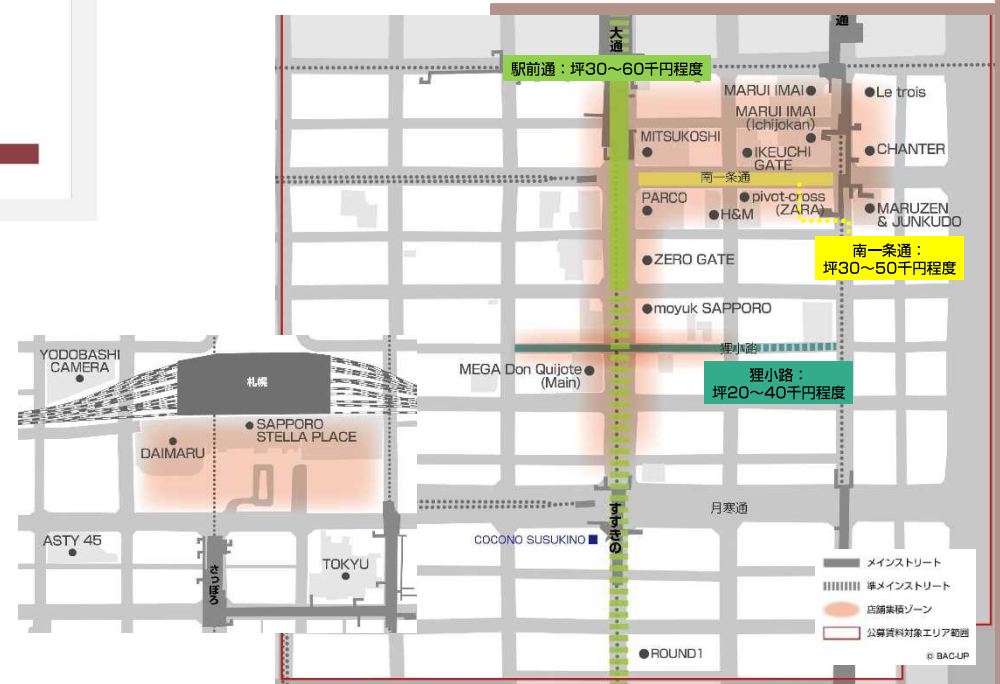 大通
通
駅前通：坪30～60千円程度
MARUI IMAI
Le trois
MARUI IMAI
(Ichijokan)
MITSUKOSHI
IKEUCHI
GATE
CHANTER
南一条通
PARCO
pivot-cross
(ZARA)
H&M
MARUZEN
& JUNKUDO
南一条通：
坪30～50千円程度
ZERO GATE
moyuk SAPPORO
狸小路
MEGA Don Quijote
(Main)
狸小路：
坪20～40千円程度
YODOBASHI
CAMERA
札幌
SAPPORO
STELLA PLACE
DAIMARU
月寒通
すすきの
COCONO SUSUKINO
ASTY 45
さっぽろ
TOKYU
ROUND1
メインストリート
準メインストリート
店舗集積ゾーン
公募賃料対象エリア範囲
© BAC-UP